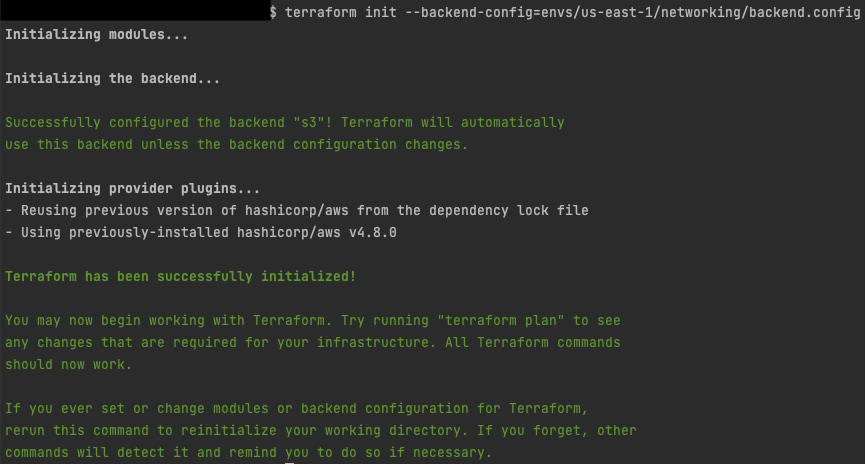 $ terraform init --backend-config=envs/us-east-1/networking/backend.config
Initializing modules...
Initializing the backend...
Successfully configured the backend "s3"! Terraform will automatically
use this backend unless the backend configuration changes.
Initializing provider plugins...
- Reusing previous version of hashicorp/aws from the dependency lock file
- Using previously-installed hashicorp/aws v4.8.0
Terraform has been successfully initialized!
You may now begin working with Terraform. Try running "terraform plan" to see
any changes that are required for your infrastructure. All Terraform commands
should now work.
If you ever set or change modules or backend configuration for Terraform,
rerun this command to reinitialize your working directory. If you forget, other
commands will detect it and remind you to do so if necessary.